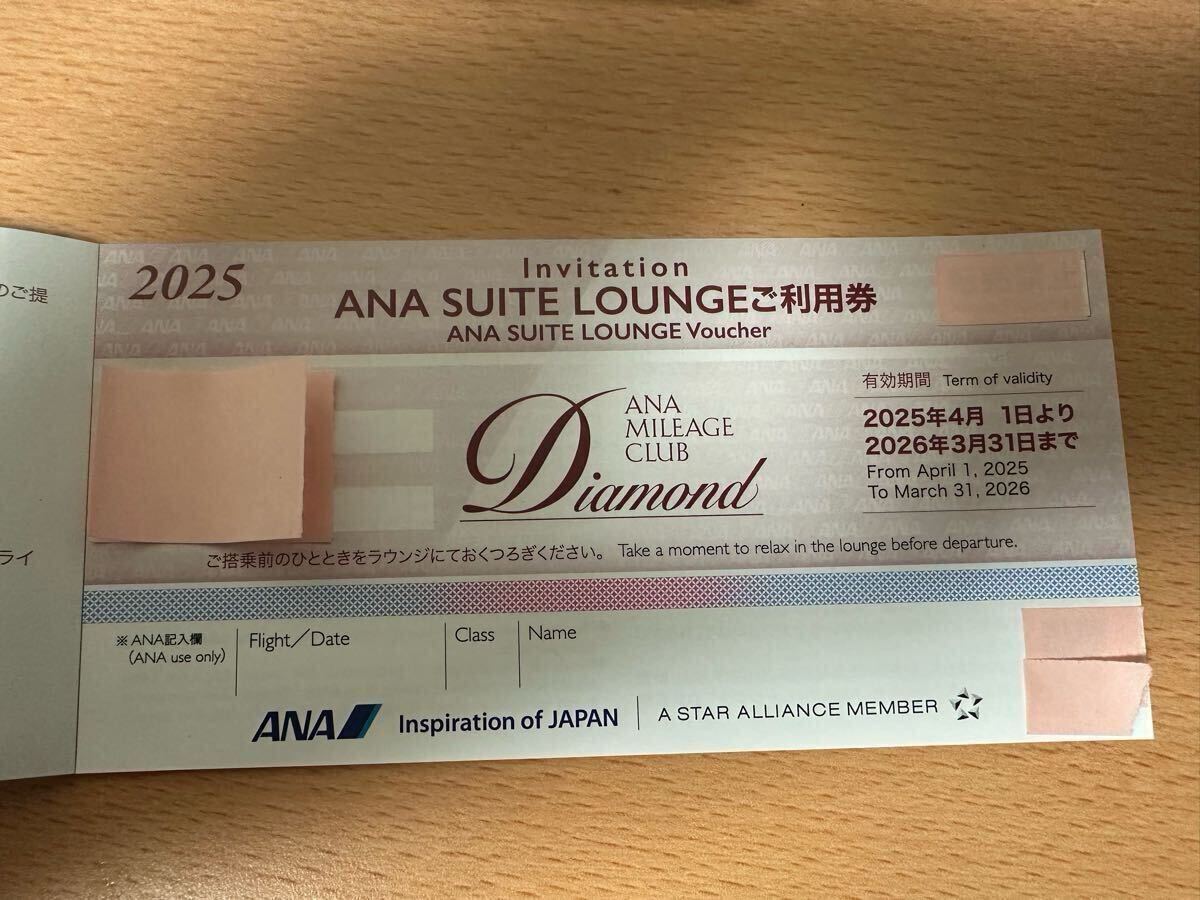 のご提
ライ
2025
Invitation
ANA SUITE LOUNGEご利用券
ANA SUITE LOUNGE Voucher
ANA
MILEAGE
CLUB
Diamond
有効期間 Term of validity
2025年4月 1日より
2026年3月31日まで
From April 1, 2025
To March 31, 2026
ご搭乗前のひとときをラウンジにておくつろぎください。 Take a moment to relax in the lounge before departure.
※ANA記入欄
(ANA use only)
Flight/Date
Class
Name
ANA Inspiration of JAPAN
A STAR ALLIANCE MEMBER